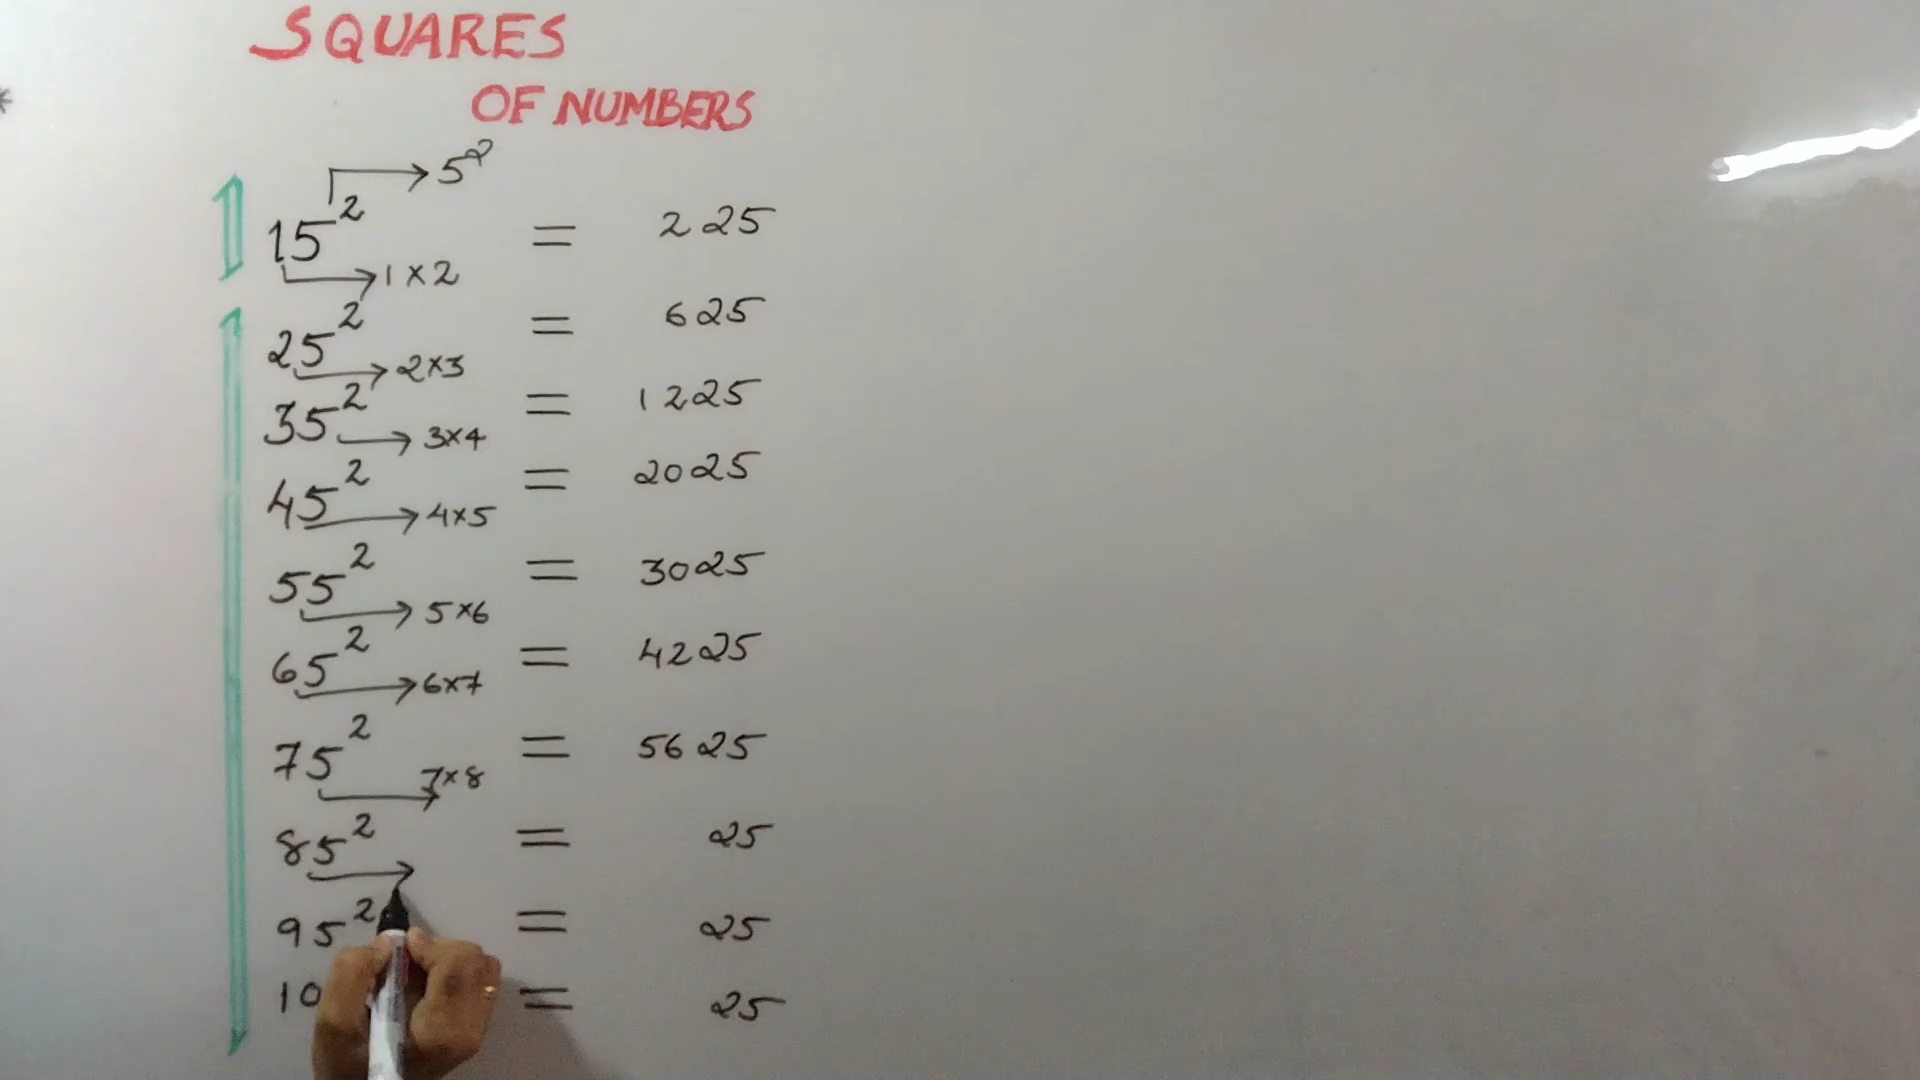 SQUARES
OF NUMBERS
5²
15² = 225
1×2
25² = 625
2×3
35² = 1225
3×4
45² = 2025
4×5
55² = 3025
5×6
65² = 4225
6×7
75² = 5625
7×8
85² = 25
95² = 25
10 = 25